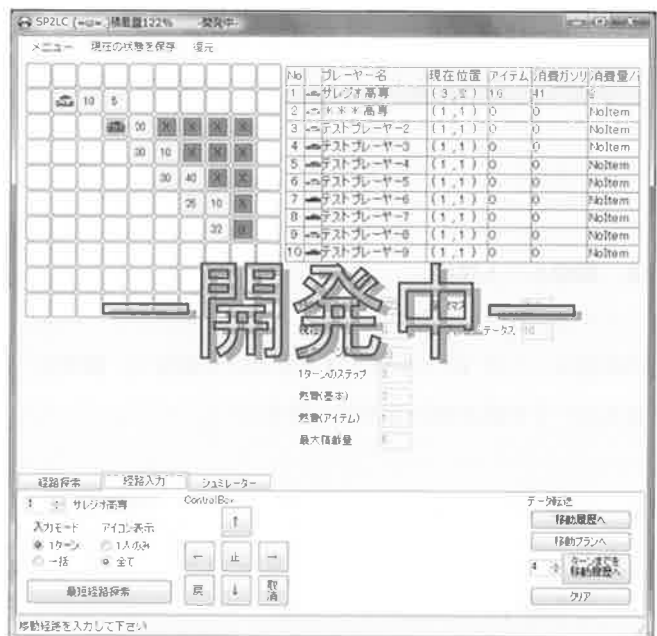 SP2LC (=ω=.)積載量122% -開発中-
メニュー 現在の状態を保存 復元
No プレーヤー名 現在位置 アイテム 消費ガソリ 消費量/
1 サレジオ高専 (3,2) 16 41
2 ＊＊＊高専 (1,1) 0 0 NoItem
3 テストプレーヤー2 (1,1) 0 0 NoItem
4 テストプレーヤー3 (1,1) 0 0 NoItem
5 テストプレーヤー4 (1,1) 0 0 NoItem
6 テストプレーヤー5 (1,1) 0 0 NoItem
7 テストプレーヤー6 (1,1) 0 0 NoItem
8 テストプレーヤー7 (1,1) 0 0 NoItem
9 テストプレーヤー8 (1,1) 0 0 NoItem
10 テストプレーヤー9 (1,1) 0 0 NoItem
10 5
30 X X X X
30 10 X X X
30 40 X X
25 10 X
32
—開発中—
1ターンのステップ
燃費(基本)
燃費(アイテム)
最大積載量
経路探索 経路入力 シュミレーター
1 サレジオ高専
入力モード アイコン表示
1ターン 1人のみ
一括 全て
最短経路探索
ControlBox
↑
← 止 →
戻 ↓ 取消
データ転送
移動履歴へ
移動プランへ
4 ターンまでを移動履歴へ
クリア
移動経路を入力して下さい